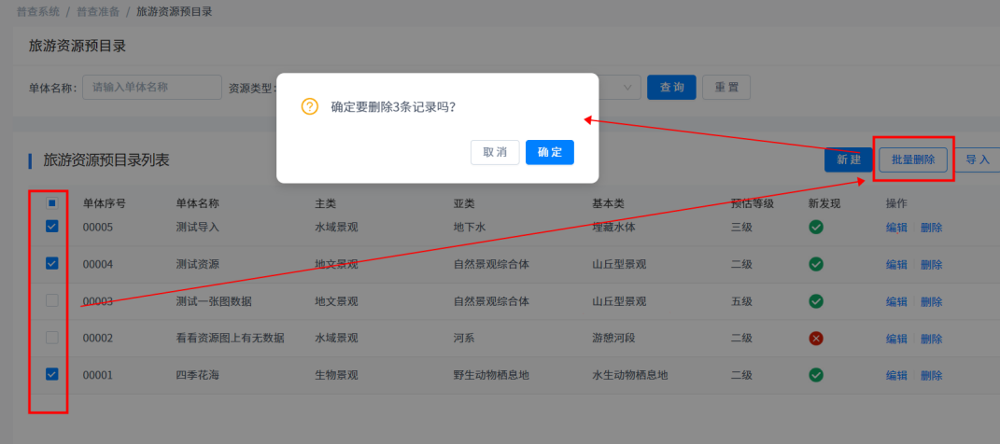 普查系统 / 普查准备 / 旅游资源预目录
旅游资源预目录
单体名称： 请输入单体名称 资源类型： 查 询 重 置
确定要删除3条记录吗？
取 消 确 定
旅游资源预目录列表 新 建 批量删除 导 入
单体序号 单体名称 主类 亚类 基本类 预估等级 新发现 操作
00005 测试导入 水域景观 地下水 埋藏水体 三级 编辑 删除
00004 测试资源 地文景观 自然景观综合体 山丘型景观 二级 编辑 删除
00003 测试一张图数据 地文景观 自然景观综合体 山丘型景观 五级 编辑 删除
00002 看看资源图上有无数据 水域景观 河系 游憩河段 二级 编辑 删除
00001 四季花海 生物景观 野生动物栖息地 水生动物栖息地 二级 编辑 删除